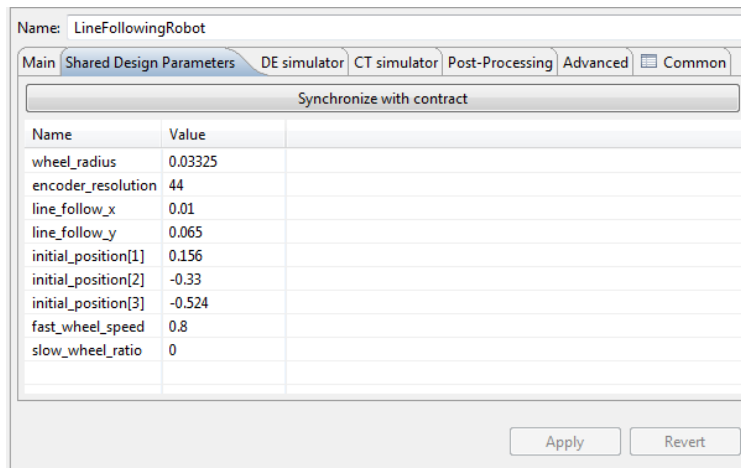 Name: LineFollowingRobot
Main Shared Design Parameters DE simulator CT simulator Post-Processing Advanced Common
Synchronize with contract
Name Value
wheel_radius 0.03325
encoder_resolution 44
line_follow_x 0.01
line_follow_y 0.065
initial_position[1] 0.156
initial_position[2] -0.33
initial_position[3] -0.524
fast_wheel_speed 0.8
slow_wheel_ratio 0
Apply Revert